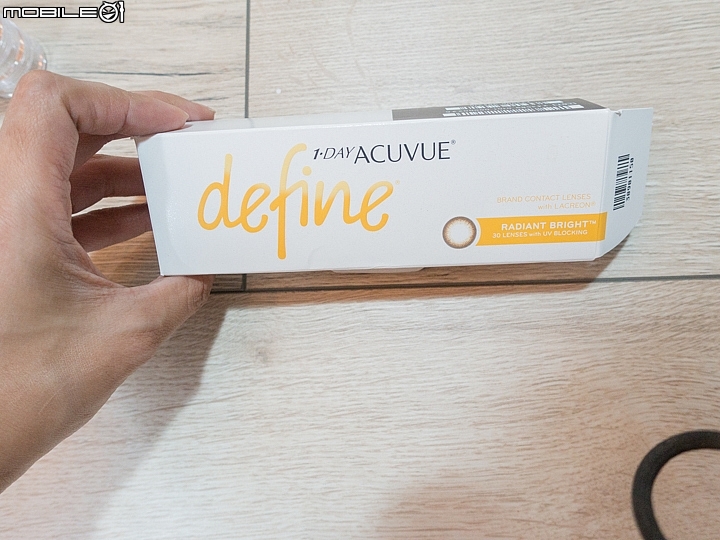 MOBILE01
1·DAY ACUVUE®
define®
BRAND CONTACT LENSES
with LACREON®
RADIANT BRIGHT™
30 LENSES with UV BLOCKING